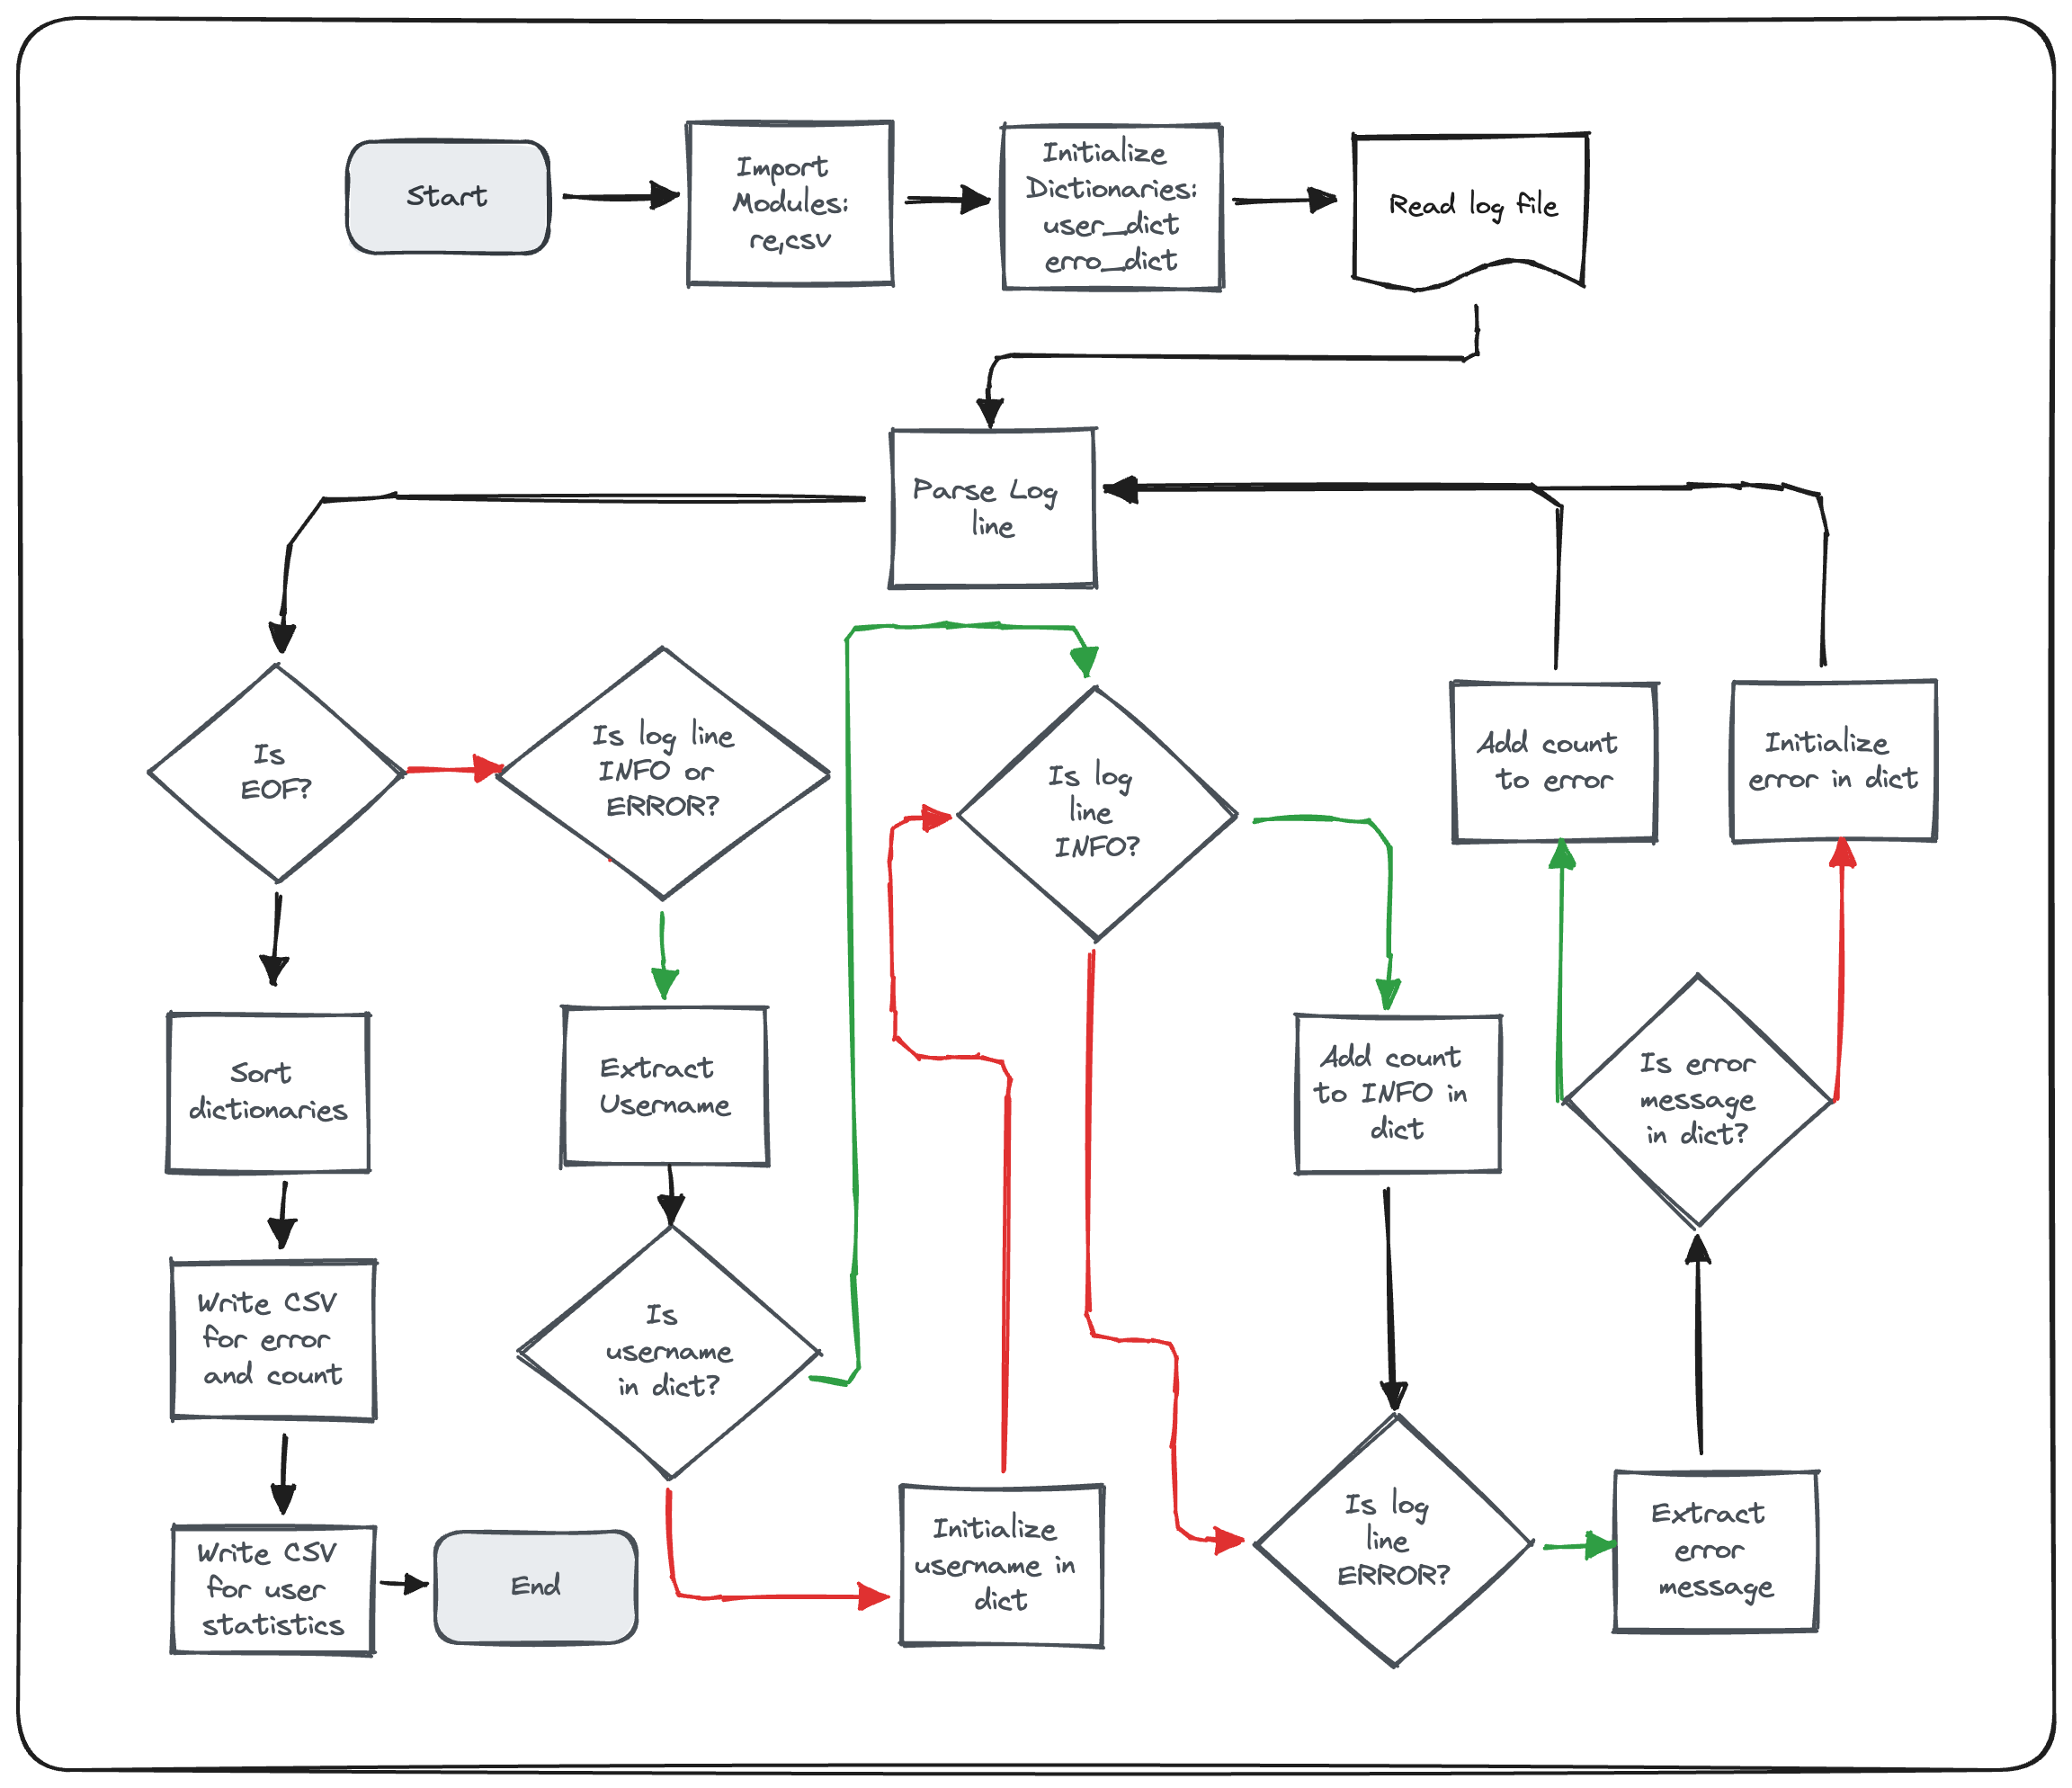 Start
Import
Modules:
re,csv
Initialize
Dictionaries:
user_dict
erro_dict
Read log file
Parse Log
line
Is
EOF?
Is log line
INFO or
ERROR?
Is log
line
INFO?
Add count
to error
Initialize
error in dict
Sort
dictionaries
Extract
Username
Add count
to INFO in
dict
Is error
message
in dict?
Write CSV
for error
and count
Is
username
in dict?
Write CSV
for user
statistics
End
Initialize
username in
dict
Is log
line
ERROR?
Extract
error
message